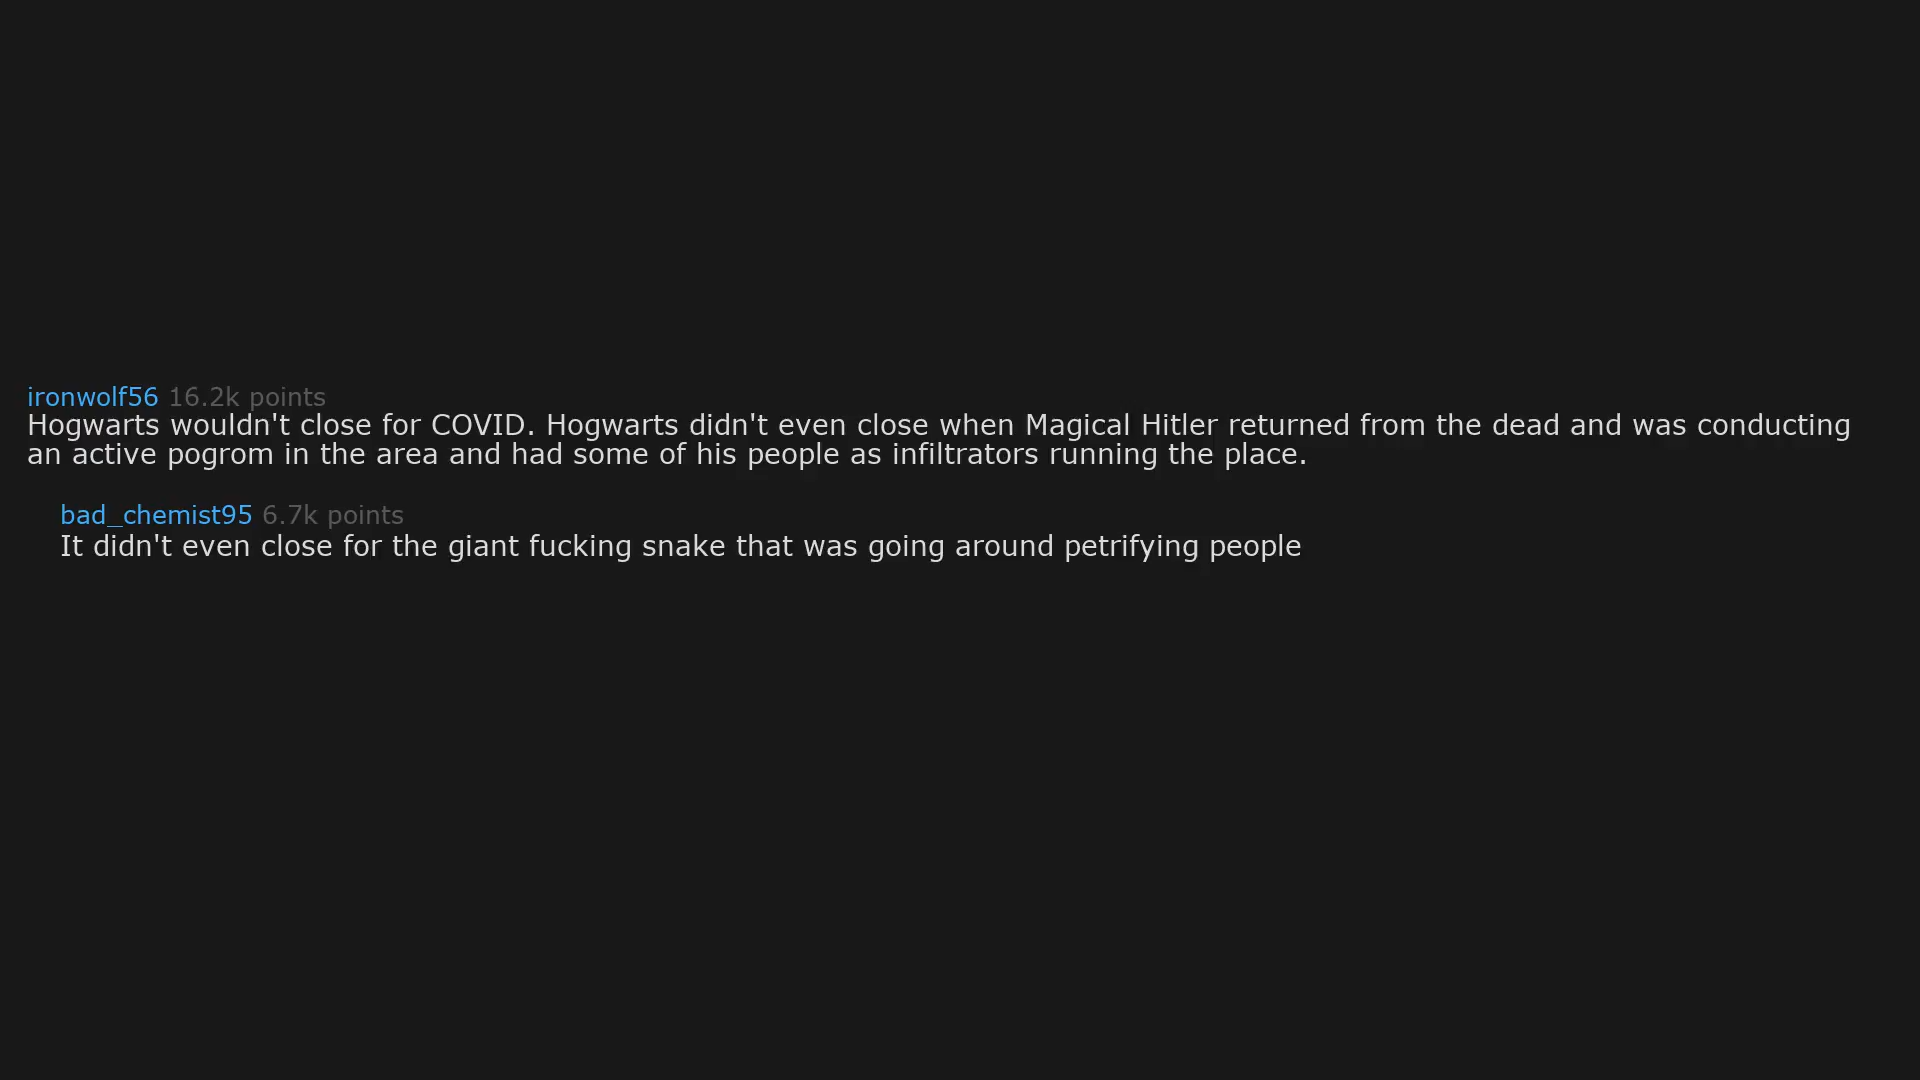 ironwolf56 16.2k points
Hogwarts wouldn't close for COVID. Hogwarts didn't even close when Magical Hitler returned from the dead and was conducting
an active pogrom in the area and had some of his people as infiltrators running the place.
bad_chemist95 6.7k points
It didn't even close for the giant fucking snake that was going around petrifying people